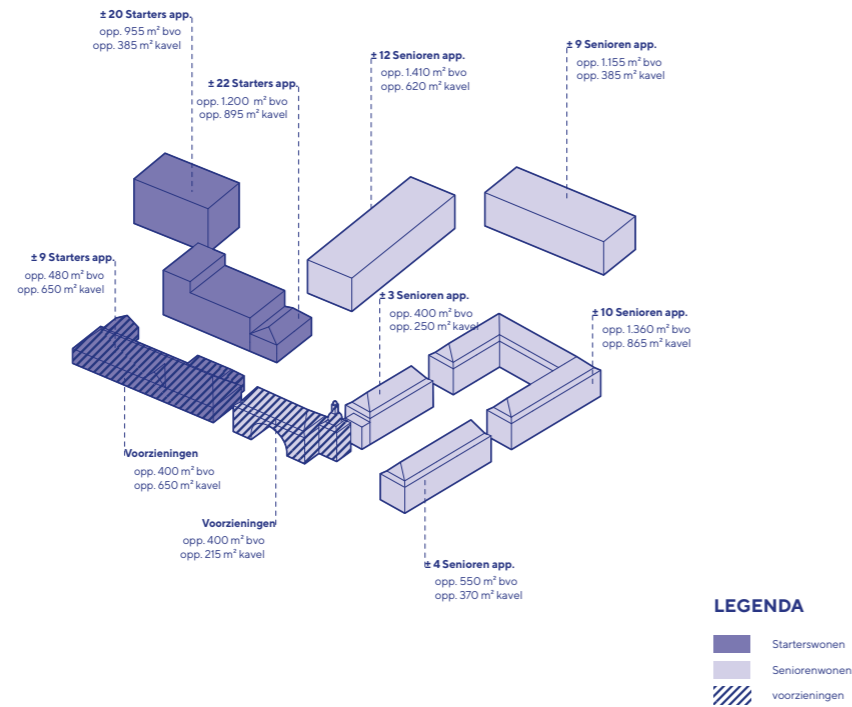 ± 20 Starters app.
opp. 955 m² bvo
opp. 385 m² kavel
± 22 Starters app.
opp. 1.200 m² bvo
opp. 895 m² kavel
± 12 Senioren app.
opp. 1.410 m² bvo
opp. 620 m² kavel
± 9 Senioren app.
opp. 1.155 m² bvo
opp. 385 m² kavel
± 9 Starters app.
opp. 480 m² bvo
opp. 650 m² kavel
± 3 Senioren app.
opp. 400 m² bvo
opp. 250 m² kavel
± 10 Senioren app.
opp. 1.360 m² bvo
opp. 865 m² kavel
Voorzieningen
opp. 400 m² bvo
opp. 650 m² kavel
Voorzieningen
opp. 400 m² bvo
opp. 215 m² kavel
± 4 Senioren app.
opp. 550 m² bvo
opp. 370 m² kavel
LEGENDA
Starterswonen
Seniorenwonen
voorzieningen